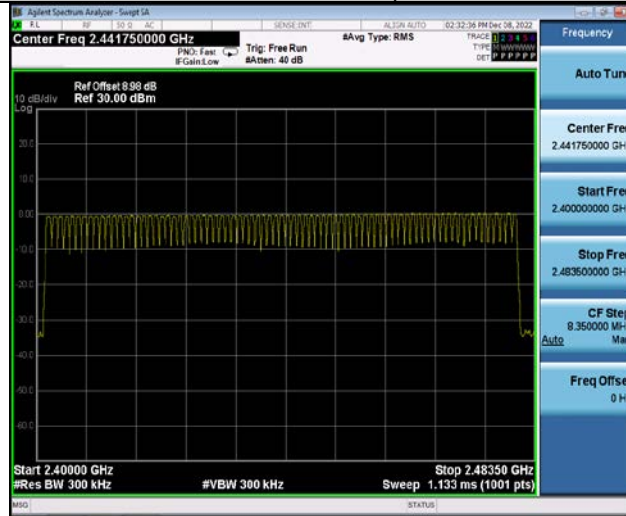 Agilent Spectrum Analyzer - Swept SA
RL RF 50 Ω AC SENSE:INT ALIGN AUTO 02:32:36 PM Dec 08, 2022
Center Freq 2.441750000 GHz
PNO: Fast
IFGain:Low
Trig: Free Run
#Atten: 40 dB
#Avg Type: RMS
TRACE 1 2 3 4 5 6
TYPE M WWWWW
DET P P P P P P
Ref Offset 8.98 dB
10 dB/div Ref 30.00 dBm
Log
20.0
10.0
0.00
-10.0
-20.0
-30.0
-40.0
-50.0
-60.0
Start 2.40000 GHz Stop 2.48350 GHz
#Res BW 300 kHz #VBW 300 kHz Sweep 1.133 ms (1001 pts)
MSG STATUS
Frequency
Auto Tun
Center Fre
2.441750000 GH
Start Fre
2.400000000 GH
Stop Fre
2.483500000 GH
CF Ste
8.350000 MH
Auto Ma
Freq Offse
0 H